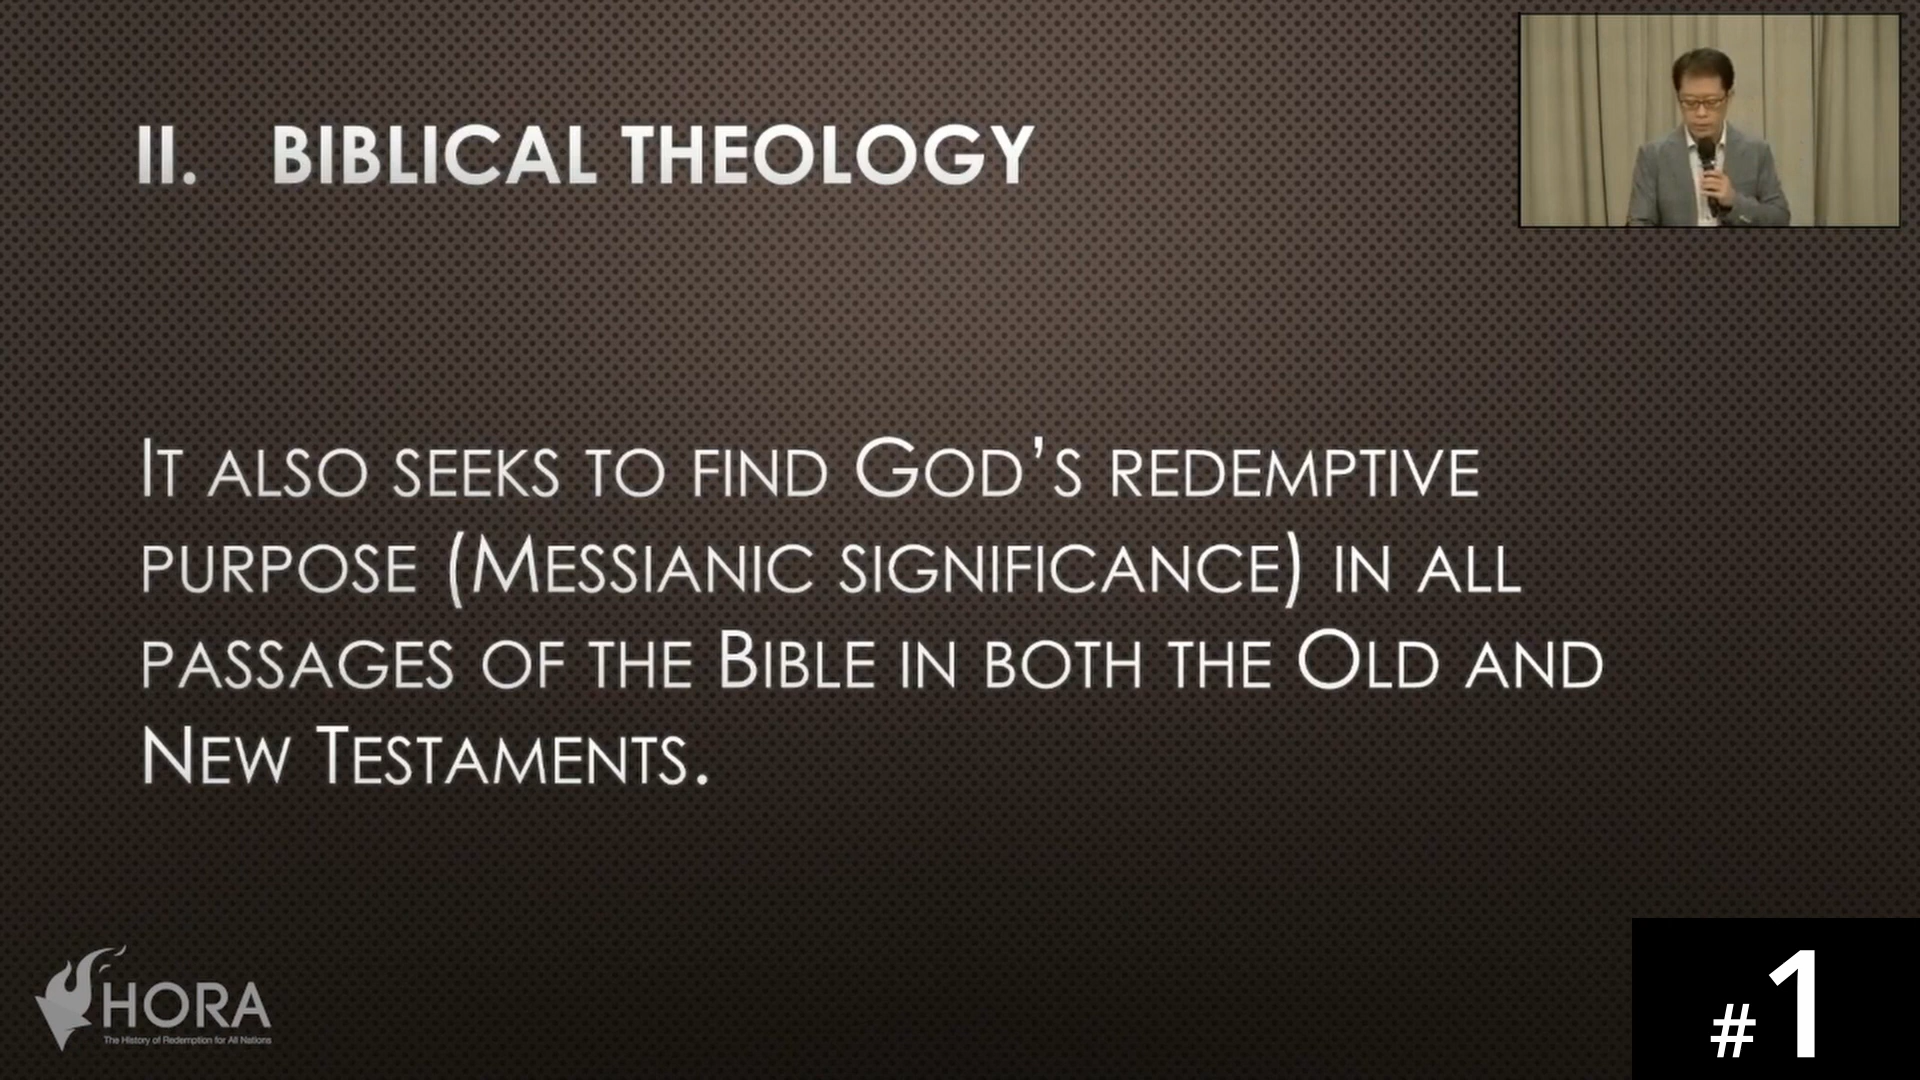 II. BIBLICAL THEOLOGY
It also seeks to find God’s redemptive
purpose (Messianic significance) in all
passages of the Bible in both the Old and
New Testaments.
HORA
The History of Redemption for All Nations
#1